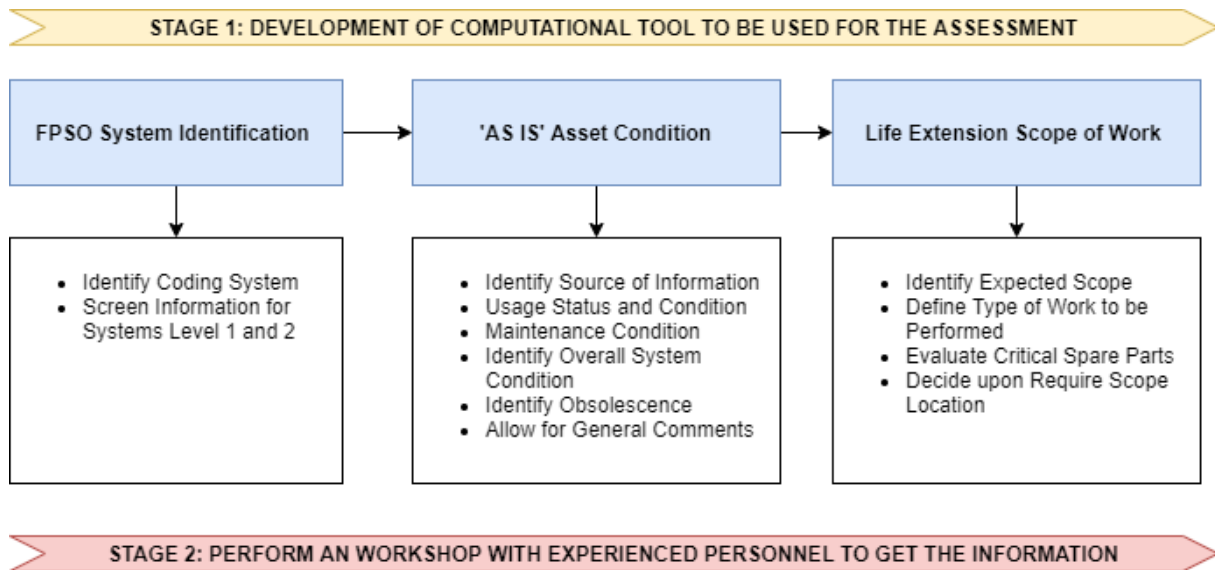 STAGE 1: DEVELOPMENT OF COMPUTATIONAL TOOL TO BE USED FOR THE ASSESSMENT
FPSO System Identification
'AS IS' Asset Condition
Life Extension Scope of Work
• Identify Coding System
• Screen Information for
Systems Level 1 and 2
• Identify Source of Information
• Usage Status and Condition
• Maintenance Condition
• Identify Overall System
Condition
• Identify Obsolescence
• Allow for General Comments
• Identify Expected Scope
• Define Type of Work to be
Performed
• Evaluate Critical Spare Parts
• Decide upon Require Scope
Location
STAGE 2: PERFORM AN WORKSHOP WITH EXPERIENCED PERSONNEL TO GET THE INFORMATION